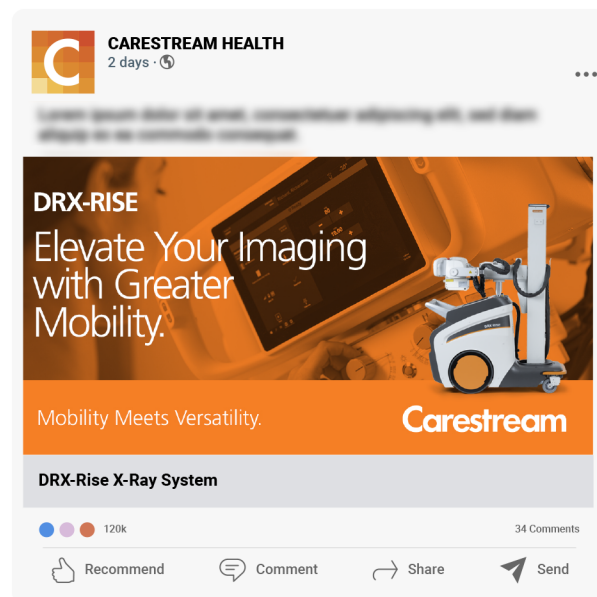 C
CARESTREAM HEALTH
2 days ·
DRX-RISE
Elevate Your Imaging
with Greater
Mobility.
Mobility Meets Versatility.
Carestream
DRX-Rise X-Ray System
120k
34 Comments
Recommend
Comment
Share
Send